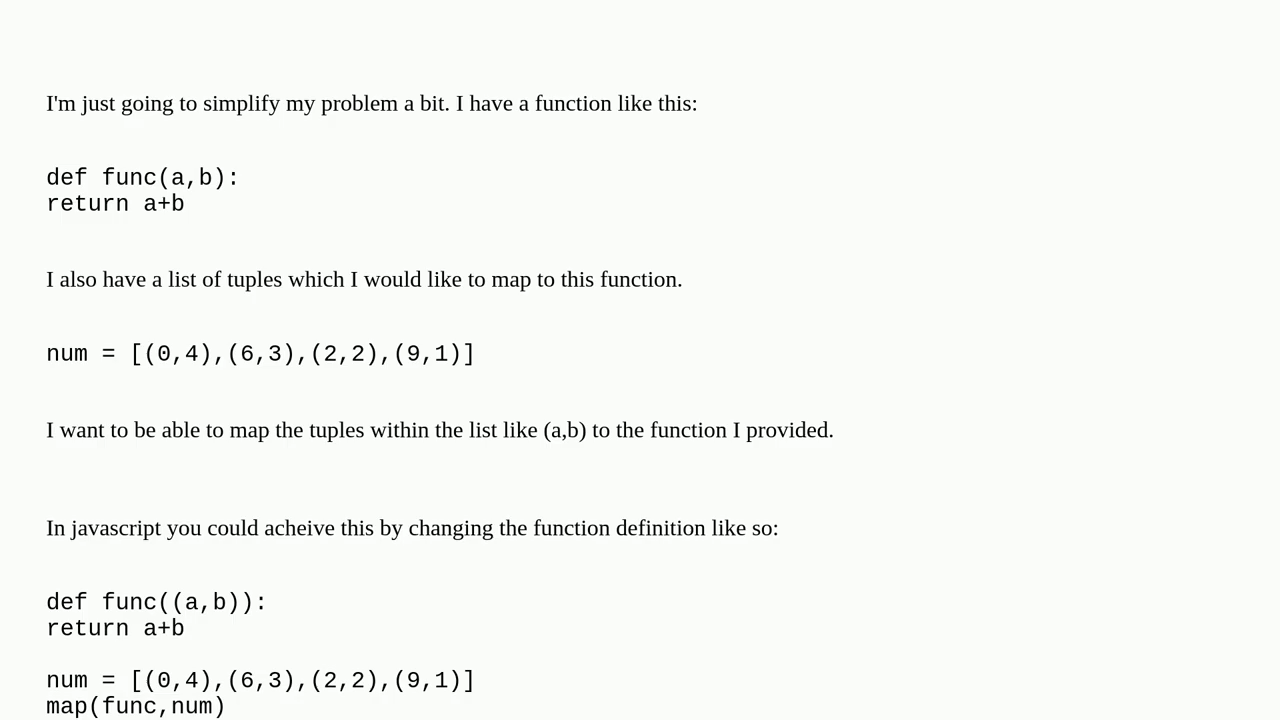 I'm just going to simplify my problem a bit. I have a function like this:
def func(a,b):
return a+b
I also have a list of tuples which I would like to map to this function.
num = [(0,4),(6,3),(2,2),(9,1)]
I want to be able to map the tuples within the list like (a,b) to the function I provided.
In javascript you could acheive this by changing the function definition like so:
def func((a,b)):
return a+b
num = [(0,4),(6,3),(2,2),(9,1)]
map(func,num)